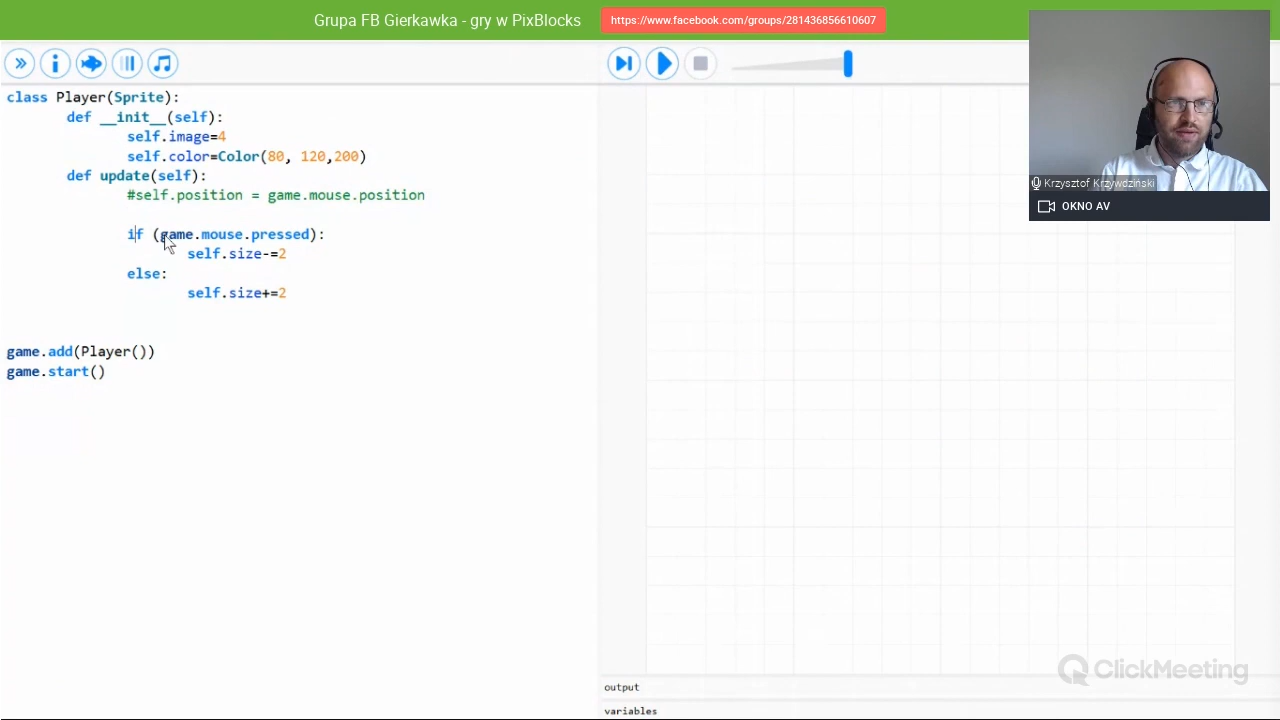 Grupa FB Gierkawka - gry w PixBlocks
https://www.facebook.com/groups/281436856610607
class Player(Sprite):
def __init__(self):
self.image=4
self.color=Color(80, 120,200)
def update(self):
#self.position = game.mouse.position
if (game.mouse.pressed):
self.size-=2
else:
self.size+=2
game.add(Player())
game.start()
Krzysztof Krzywdziński
OKNO AV
ClickMeeting
output
variables